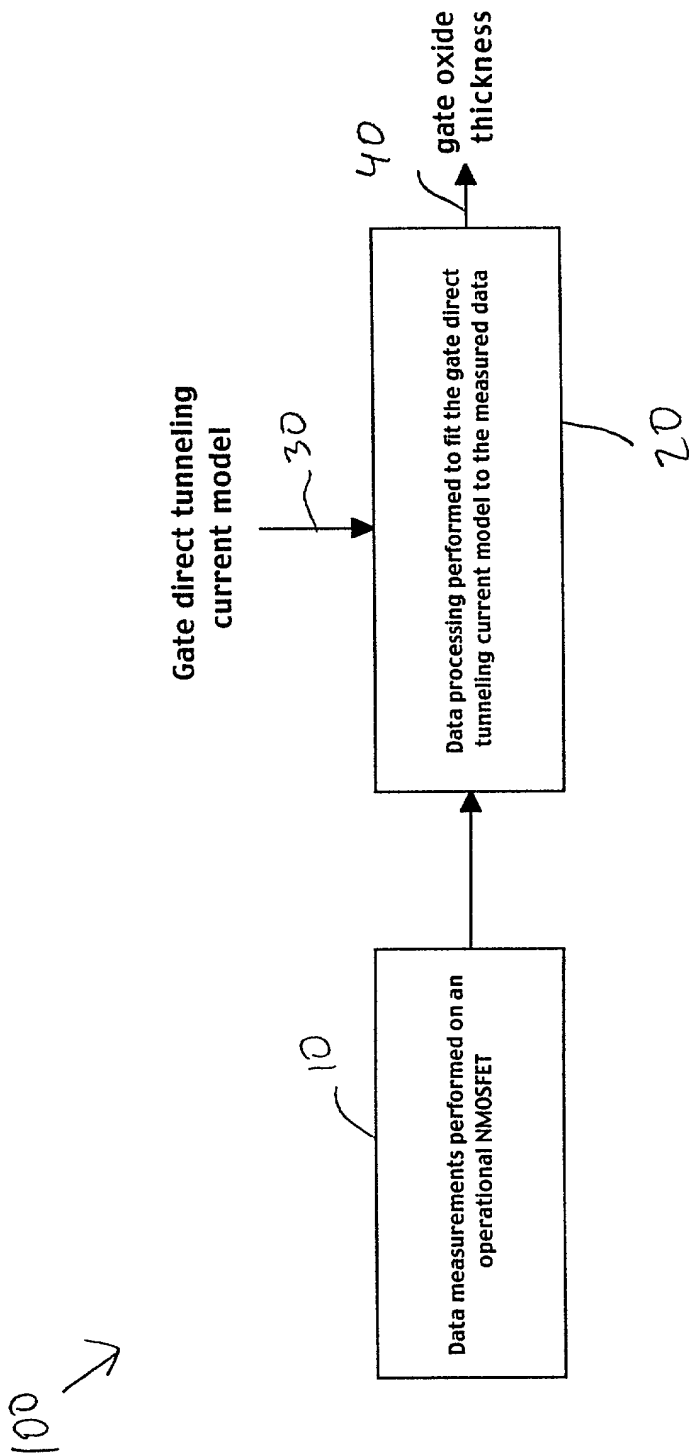 100
Gate direct tunneling
current model
30
10
Data measurements performed on an
operational NMOSFET
Data processing performed to fit the gate direct
tunneling current model to the measured data
20
40
gate oxide
thickness